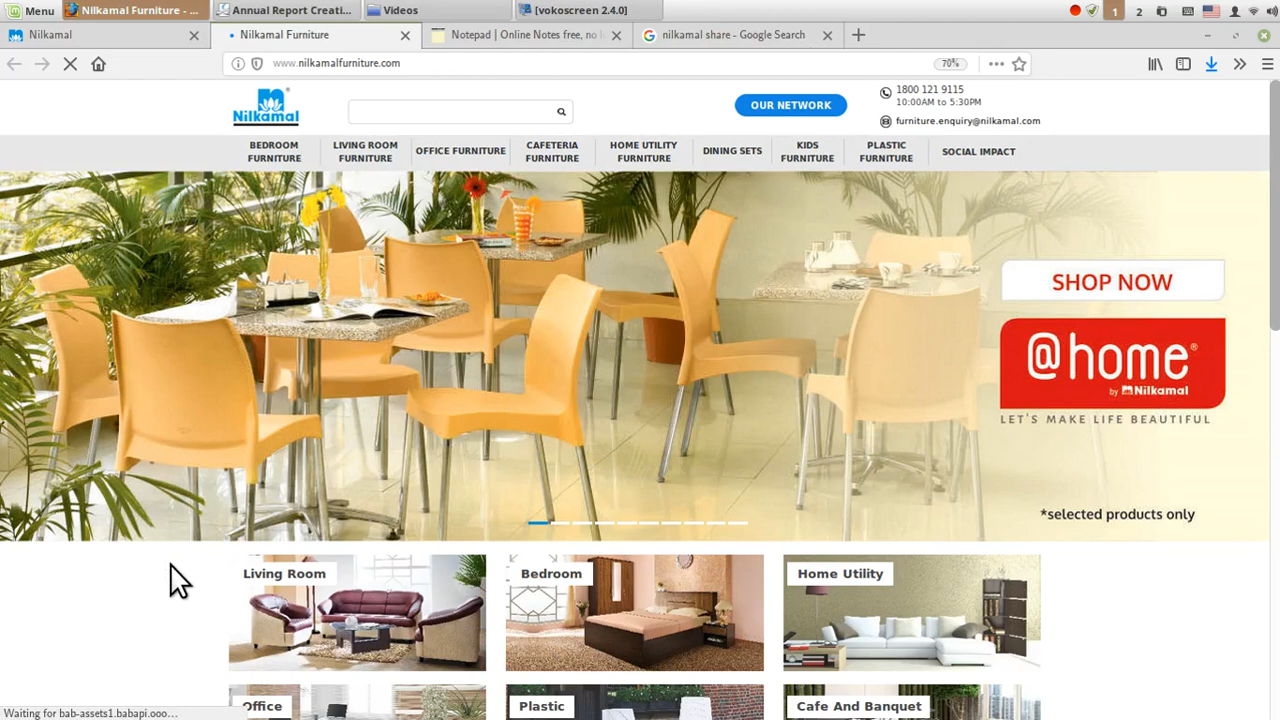 Menu
Nilkamal Furniture - ...
Annual Report Creati...
Videos
[vokoscreen 2.4.0]
1
2
Nilkamal
Nilkamal Furniture
Notepad | Online Notes free, no l
nilkamal share - Google Search
www.nilkamalfurniture.com
70%
Nilkamal
OUR NETWORK
1800 121 9115
10:00AM to 5:30PM
furniture.enquiry@nilkamal.com
BEDROOM FURNITURE
LIVING ROOM FURNITURE
OFFICE FURNITURE
CAFETERIA FURNITURE
HOME UTILITY FURNITURE
DINING SETS
KIDS FURNITURE
PLASTIC FURNITURE
SOCIAL IMPACT
SHOP NOW
@home®
by Nilkamal
LET'S MAKE LIFE BEAUTIFUL
*selected products only
Living Room
Bedroom
Home Utility
Office
Plastic
Cafe And Banquet
Waiting for bab-assets1.babapi.ooo...